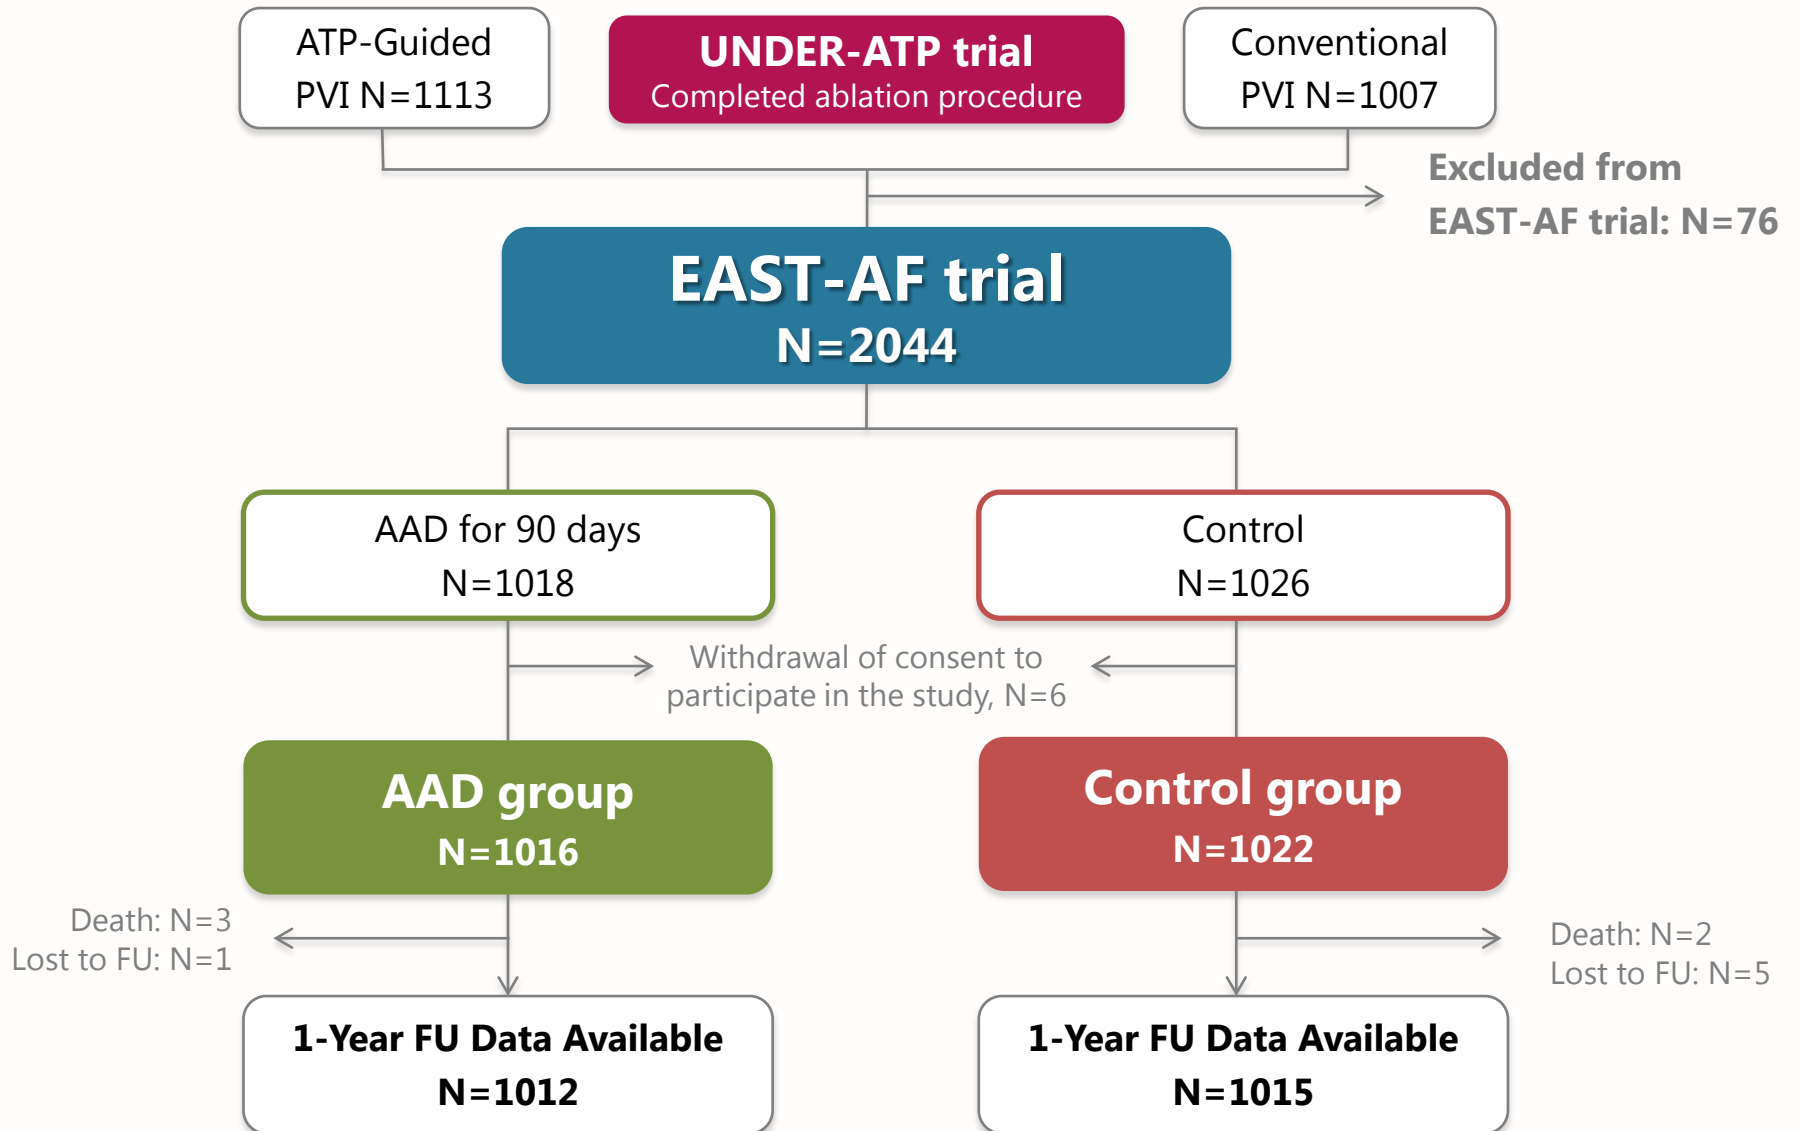 ATP-Guided
PVI N=1113
UNDER-ATP trial
Completed ablation procedure
Conventional
PVI N=1007
Excluded from
EAST-AF trial: N=76
EAST-AF trial
N=2044
AAD for 90 days
N=1018
Control
N=1026
Withdrawal of consent to
participate in the study, N=6
AAD group
N=1016
Control group
N=1022
Death: N=3
Lost to FU: N=1
Death: N=2
Lost to FU: N=5
1-Year FU Data Available
N=1012
1-Year FU Data Available
N=1015